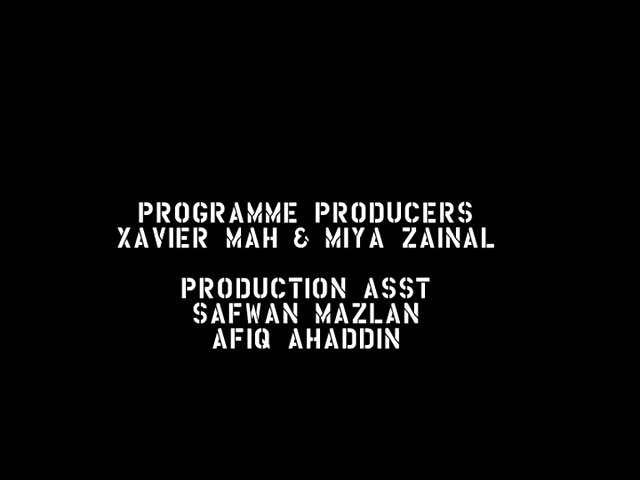 PROGRAMME PRODUCERS
XAVIER MAH & MIYA ZAINAL
PRODUCTION ASST
SAFWAN MAZLAN
AFIQ AHADDIN